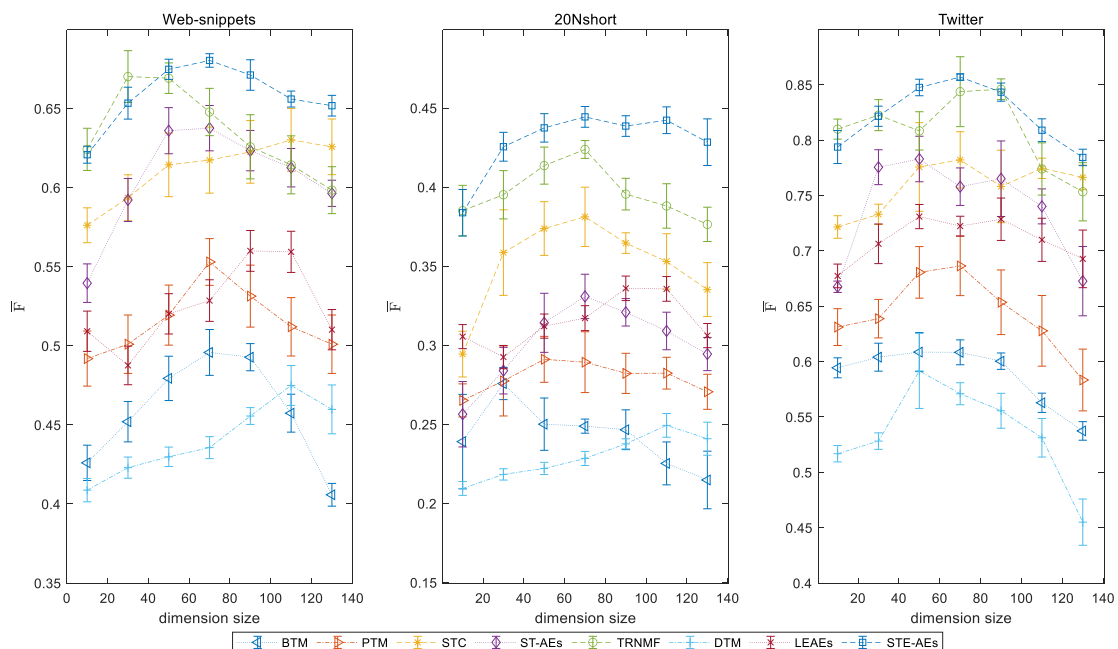 Web-snippets
0.65
0.6
0.55
0.5
0.45
0.4
0.35
F̅
0 20 40 60 80 100 120 140
dimension size
20Nshort
0.45
0.4
0.35
0.3
0.25
0.2
0.15
F̅
20 40 60 80 100 120 140
dimension size
Twitter
0.85
0.8
0.75
0.7
0.65
0.6
0.55
0.5
0.45
0.4
F̅
0 20 40 60 80 100 120 140
dimension size
BTM PTM STC ST-AEs TRNMF DTM LEAEs STE-AEs